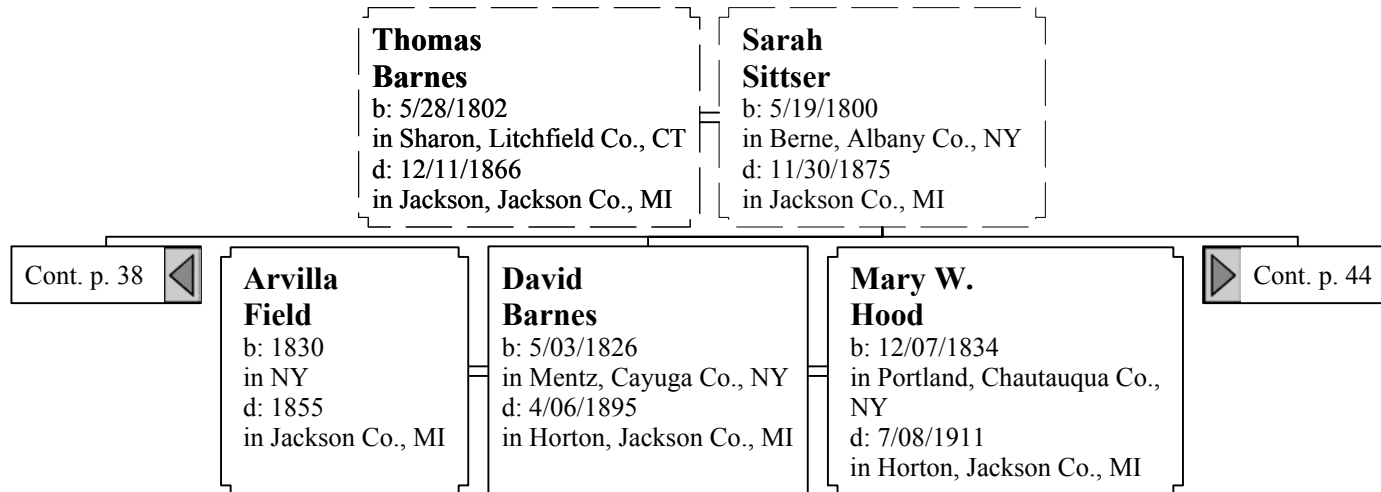 Thomas
Barnes
b: 5/28/1802
in Sharon, Litchfield Co., CT
d: 12/11/1866
in Jackson, Jackson Co., MI
Sarah
Sittser
b: 5/19/1800
in Berne, Albany Co., NY
d: 11/30/1875
in Jackson Co., MI
Cont. p. 38
Arvilla
Field
b: 1830
in NY
d: 1855
in Jackson Co., MI
David
Barnes
b: 5/03/1826
in Mentz, Cayuga Co., NY
d: 4/06/1895
in Horton, Jackson Co., MI
Mary W.
Hood
b: 12/07/1834
in Portland, Chautauqua Co.,
NY
d: 7/08/1911
in Horton, Jackson Co., MI
Cont. p. 44